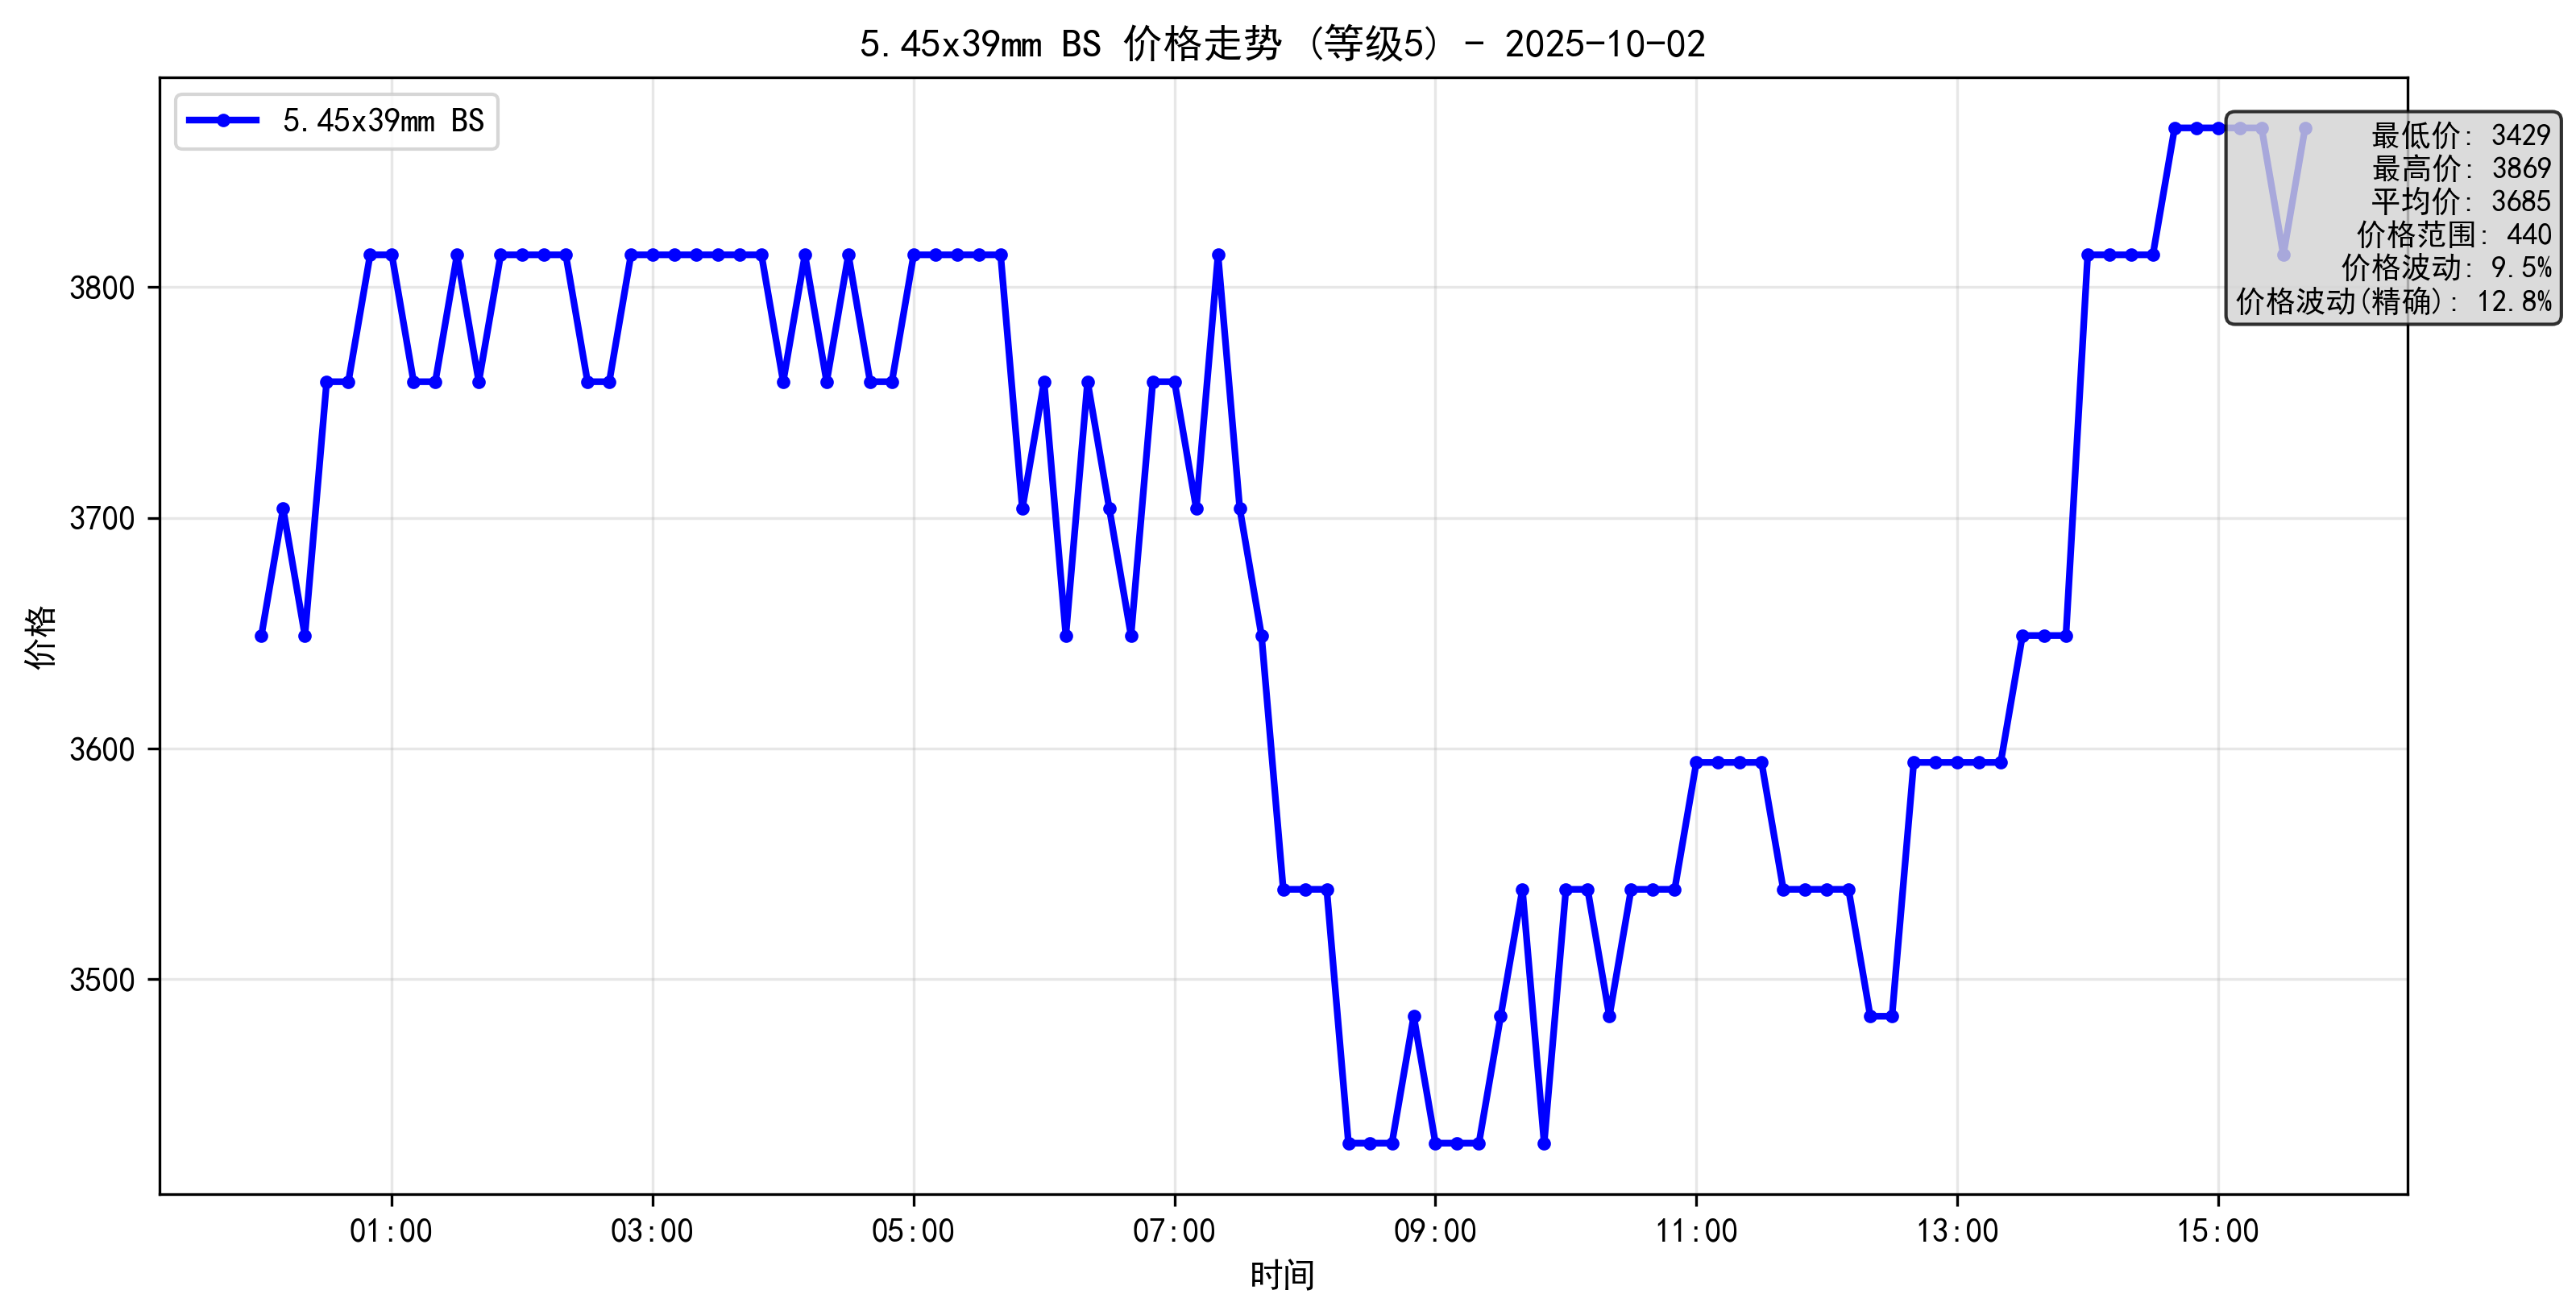 5.45x39mm BS 价格走势 (等级5) - 2025-10-02
5.45x39mm BS
最低价: 3429
最高价: 3869
平均价: 3685
价格范围: 440
价格波动: 9.5%
价格波动(精确): 12.8%
价格
3800
3700
3600
3500
01:00 03:00 05:00 07:00 09:00 11:00 13:00 15:00
时间